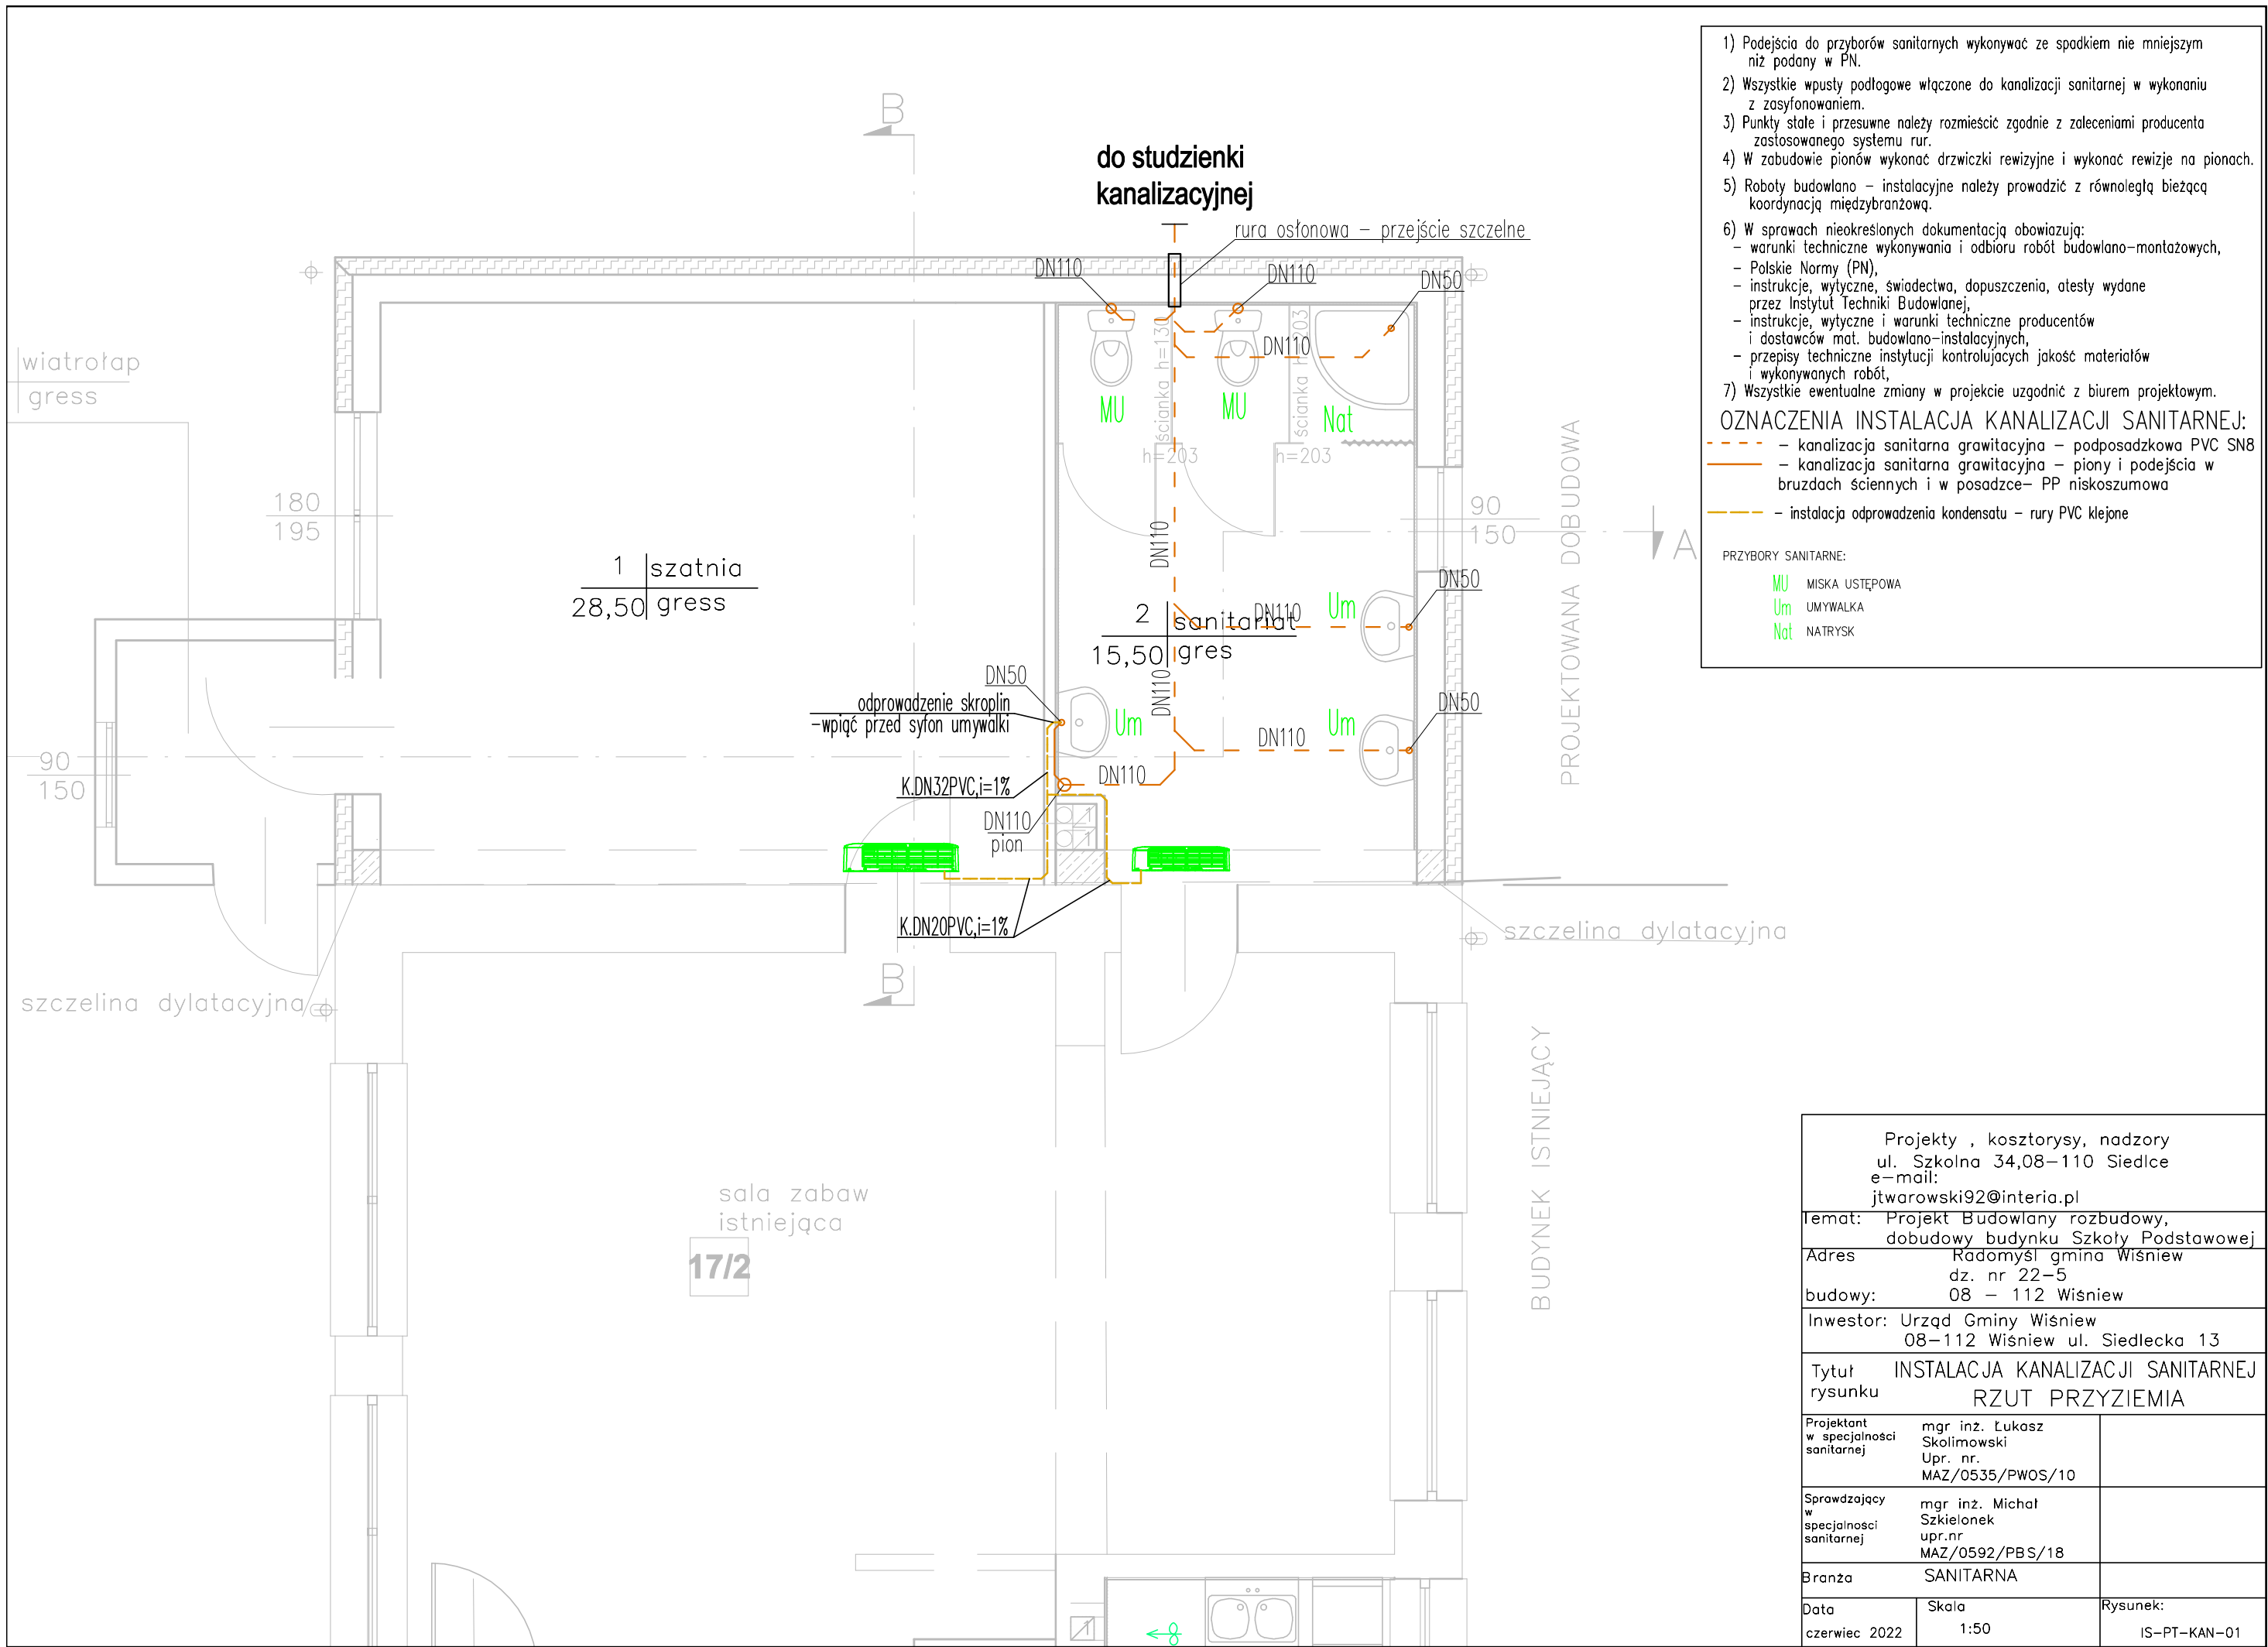 1) Podejścia do przyborów sanitarnych wykonywać ze spadkiem nie mniejszym
niż podany w PN.
2) Wszystkie wpusty podłogowe włączone do kanalizacji sanitarnej w wykonaniu
z zasyfonowaniem.
3) Punkty stałe i przesuwne należy rozmieścić zgodnie z zaleceniami producenta
zastosowanego systemu rur.
4) W zabudowie pionów wykonać drzwiczki rewizyjne i wykonać rewizje na pionach.
5) Roboty budowlano – instalacyjne należy prowadzić z równoległą bieżącą
koordynacją międzybranżową.
6) W sprawach nieokreślonych dokumentacją obowiazują:
– warunki techniczne wykonywania i odbioru robót budowlano–montażowych,
– Polskie Normy (PN),
– instrukcje, wytyczne, świadectwa, dopuszczenia, atesty wydane
przez Instytut Techniki Budowlanej,
– instrukcje, wytyczne i warunki techniczne producentów
i dostawców mat. budowlano–instalacyjnych,
– przepisy techniczne instytucji kontrolujacych jakość materiałów
i wykonywanych robót,
7) Wszystkie ewentualne zmiany w projekcie uzgodnić z biurem projektowym.
OZNACZENIA INSTALACJA KANALIZACJI SANITARNEJ:
– kanalizacja sanitarna grawitacyjna – podposadzkowa PVC SN8
– kanalizacja sanitarna grawitacyjna – piony i podejścia w
bruzdach ściennych i w posadzce– PP niskoszumowa
– instalacja odprowadzenia kondensatu – rury PVC klejone
PRZYBORY SANITARNE:
MU MISKA USTĘPOWA
Um UMYWALKA
Nat NATRYSK
B
do studzienki
kanalizacyjnej
rura osłonowa – przejście szczelne
DN110
DN110
DN50
DN110
ścianka h=130
ścianka h=203
MU
MU
Nat
h=203
h=203
wiatrołap
gress
180
195
90
150
A
PROJEKTOWANA DOBUDOWA
1 szatnia
28,50 gress
DN110
DN50
Um
DN110
2 sanitariat
15,50 gres
DN50
DN110
DN50
odprowadzenie skroplin
–wpiąć przed syfon umywalki
Um
Um
DN110
90
150
K.DN32PVC,i=1%
DN110
DN110
pion
1
1
K.DN20PVC,i=1%
szczelina dylatacyjna
B
szczelina dylatacyjna
BUDYNEK ISTNIEJĄCY
sala zabaw
istniejąca
17/2
1
Projekty , kosztorysy, nadzory
ul. Szkolna 34,08–110 Siedlce
e–mail:
jtwarowski92@interia.pl
Temat: Projekt Budowlany rozbudowy,
dobudowy budynku Szkoły Podstawowej
Adres Radomyśl gmina Wiśniew
dz. nr 22–5
budowy: 08 – 112 Wiśniew
Inwestor: Urząd Gminy Wiśniew
08–112 Wiśniew ul. Siedlecka 13
Tytuł INSTALACJA KANALIZACJI SANITARNEJ
rysunku RZUT PRZYZIEMIA
Projektant
w specjalności
sanitarnej
mgr inż. Łukasz
Skolimowski
Upr. nr.
MAZ/0535/PWOS/10
Sprawdzający
w
specjalności
sanitarnej
mgr inż. Michał
Szkielonek
upr.nr
MAZ/0592/PBS/18
Branża SANITARNA
Data
czerwiec 2022
Skala
1:50
Rysunek:
IS–PT–KAN–01